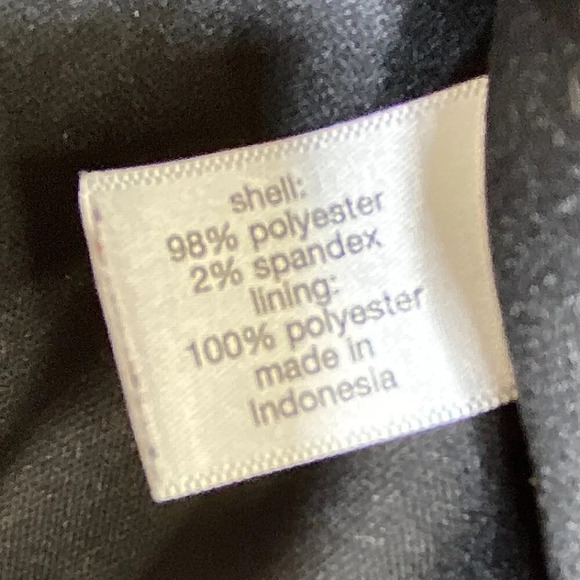 shell:
98% polyester
2% spandex
lining:
100% polyester
made in
Indonesia